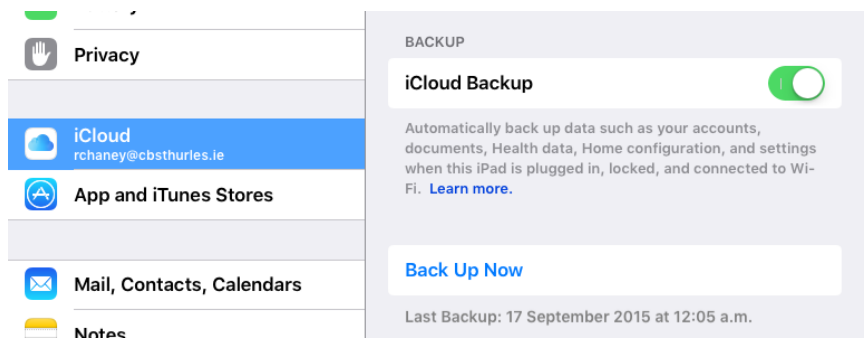 Privacy
iCloud
rchaney@cbsthurles.ie
App and iTunes Stores
Mail, Contacts, Calendars
Notes
BACKUP
iCloud Backup
Automatically back up data such as your accounts,
documents, Health data, Home configuration, and settings
when this iPad is plugged in, locked, and connected to Wi-
Fi. Learn more.
Back Up Now
Last Backup: 17 September 2015 at 12:05 a.m.